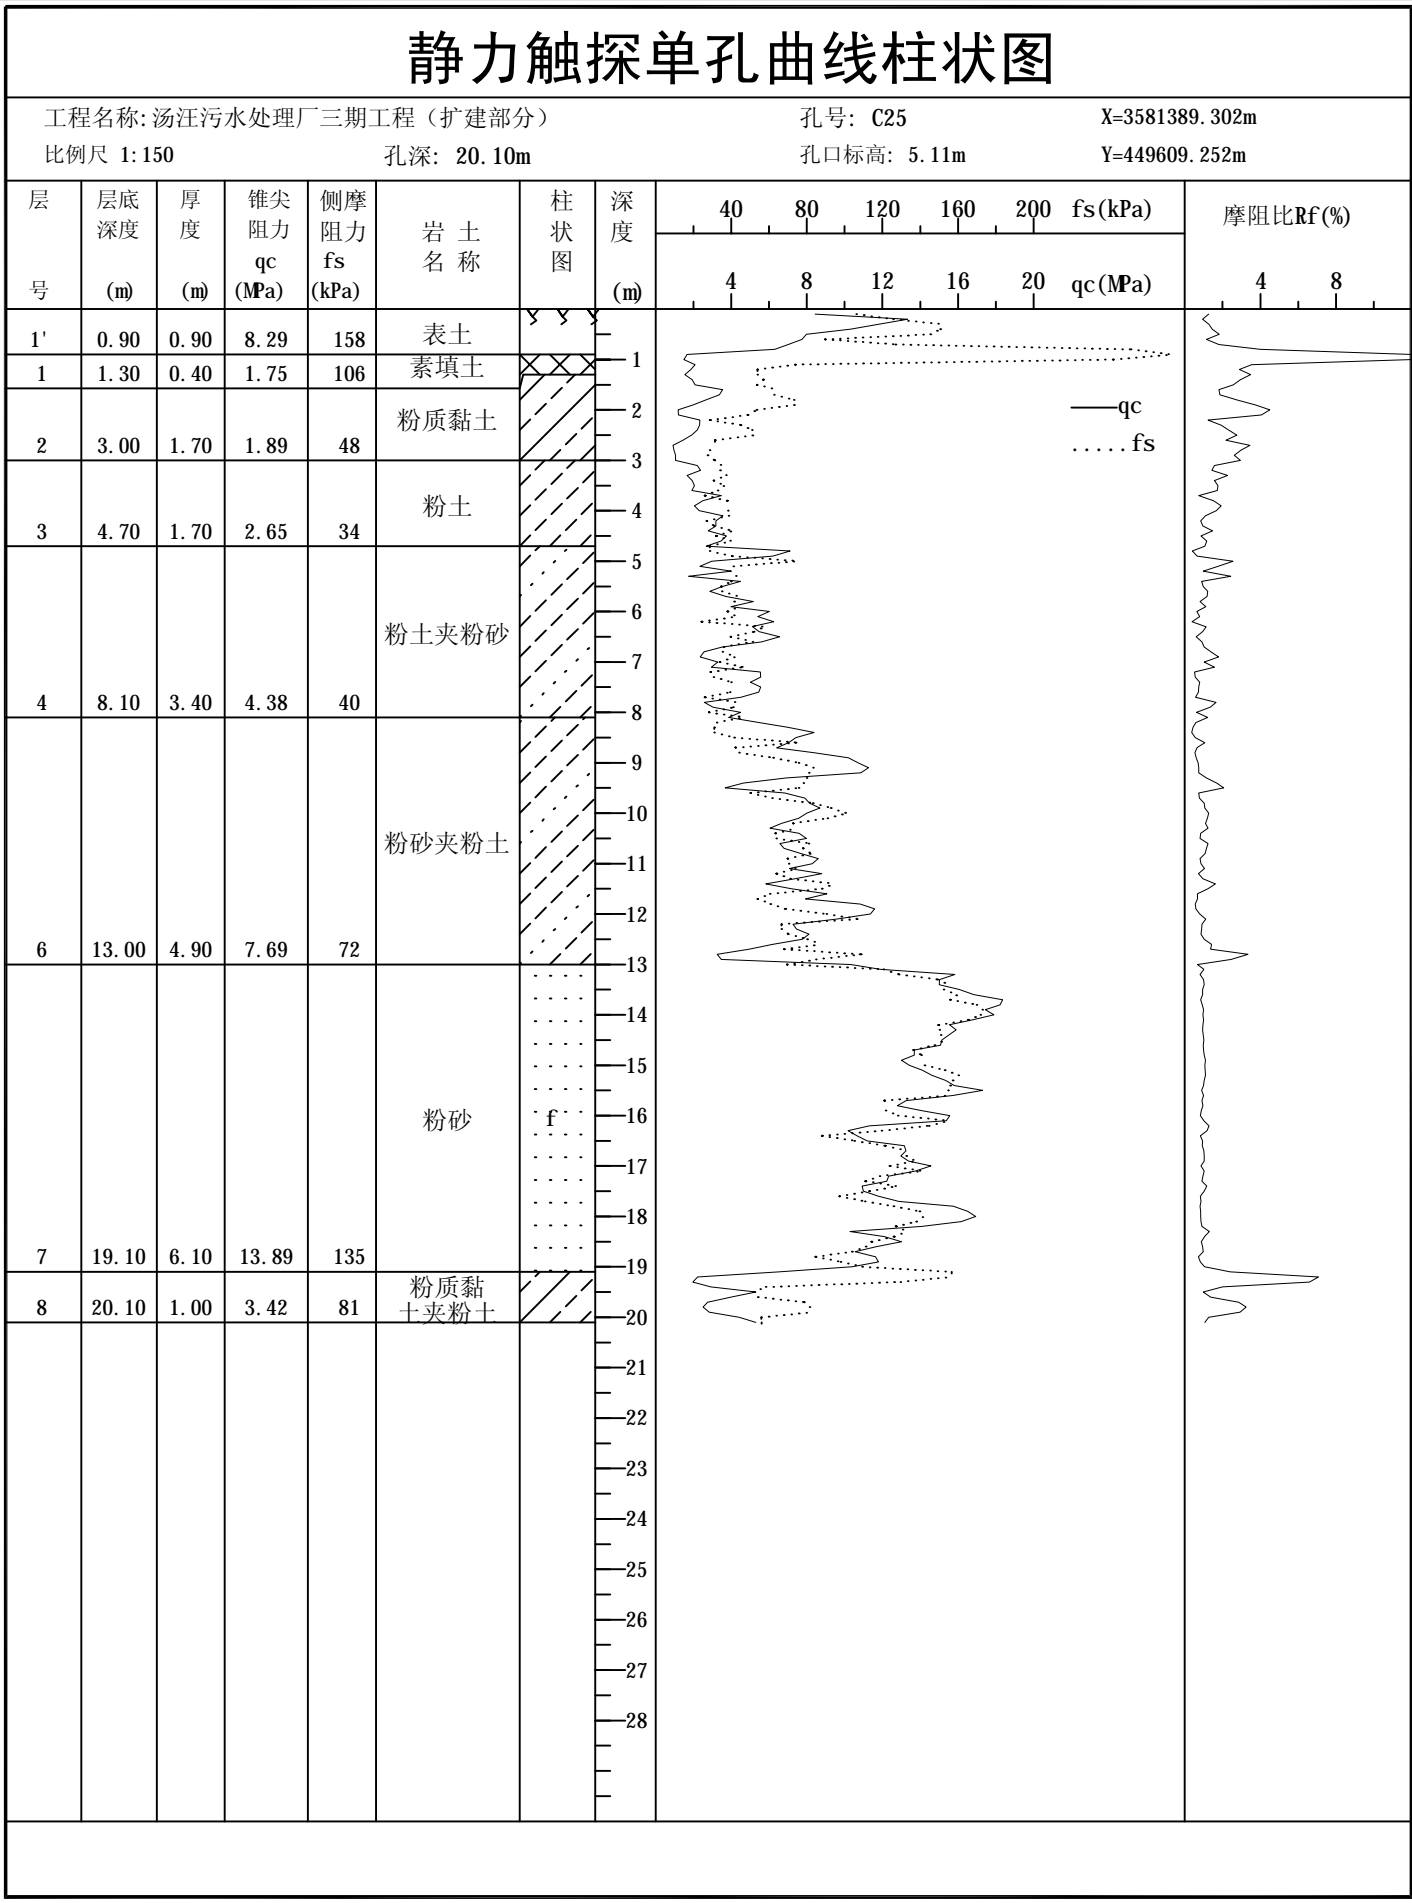 静力触探单孔曲线柱状图
工程名称: 汤汪污水处理厂三期工程（扩建部分） 孔号: C25 X=3581389.302m
比例尺 1:150 孔深: 20.10m 孔口标高: 5.11m Y=449609.252m
层号 层底深度(m) 厚度(m) 锥尖阻力qc(MPa) 侧摩阻力fs(kPa) 岩土名称 柱状图 深度(m)
40 80 120 160 200 fs(kPa)
4 8 12 16 20 qc(MPa)
摩阻比Rf(%)
4 8
1' 0.90 0.90 8.29 158 表土
1 1.30 0.40 1.75 106 素填土
2 3.00 1.70 1.89 48 粉质黏土
3 4.70 1.70 2.65 34 粉土
4 8.10 3.40 4.38 40 粉土夹粉砂
6 13.00 4.90 7.69 72 粉砂夹粉土
7 19.10 6.10 13.89 135 粉砂
f
8 20.10 1.00 3.42 81 粉质黏
土夹粉土
1
2
3
4
5
6
7
8
9
10
11
12
13
14
15
16
17
18
19
20
21
22
23
24
25
26
27
28
qc
.....fs